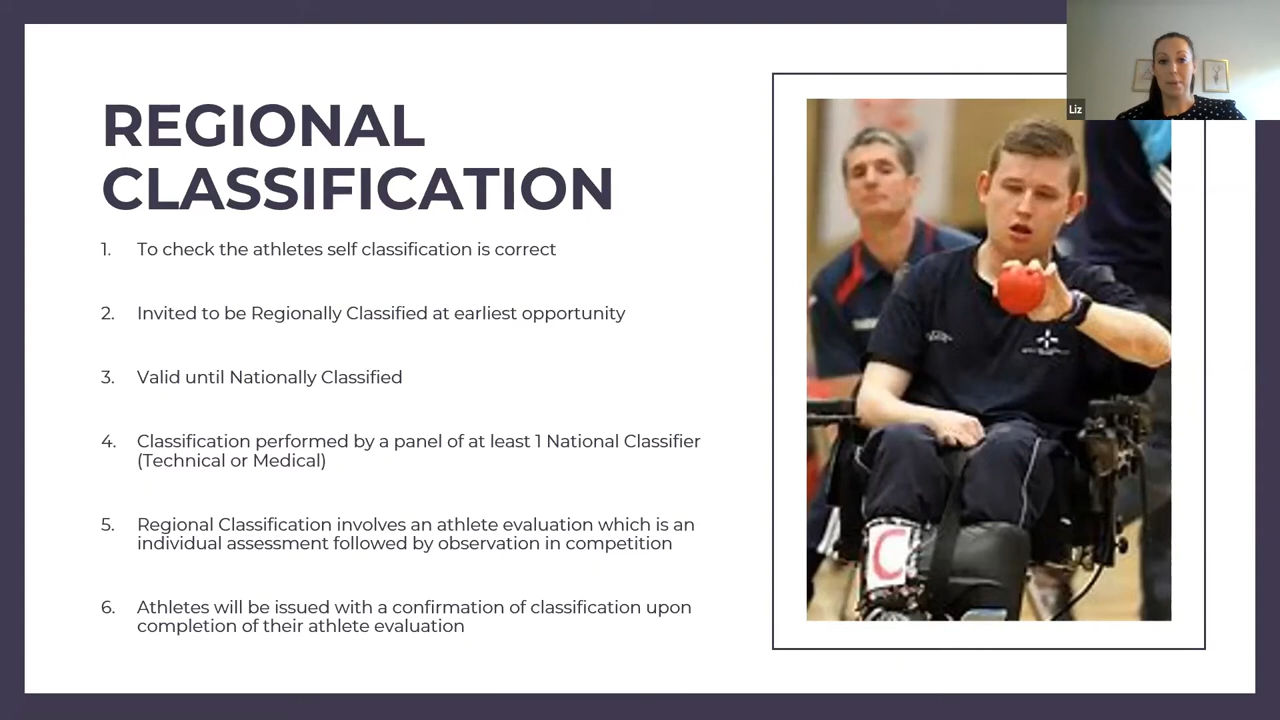 Liz
REGIONAL
CLASSIFICATION
1. To check the athletes self classification is correct
2. Invited to be Regionally Classified at earliest opportunity
3. Valid until Nationally Classified
4. Classification performed by a panel of at least 1 National Classifier
(Technical or Medical)
5. Regional Classification involves an athlete evaluation which is an
individual assessment followed by observation in competition
6. Athletes will be issued with a confirmation of classification upon
completion of their athlete evaluation
C